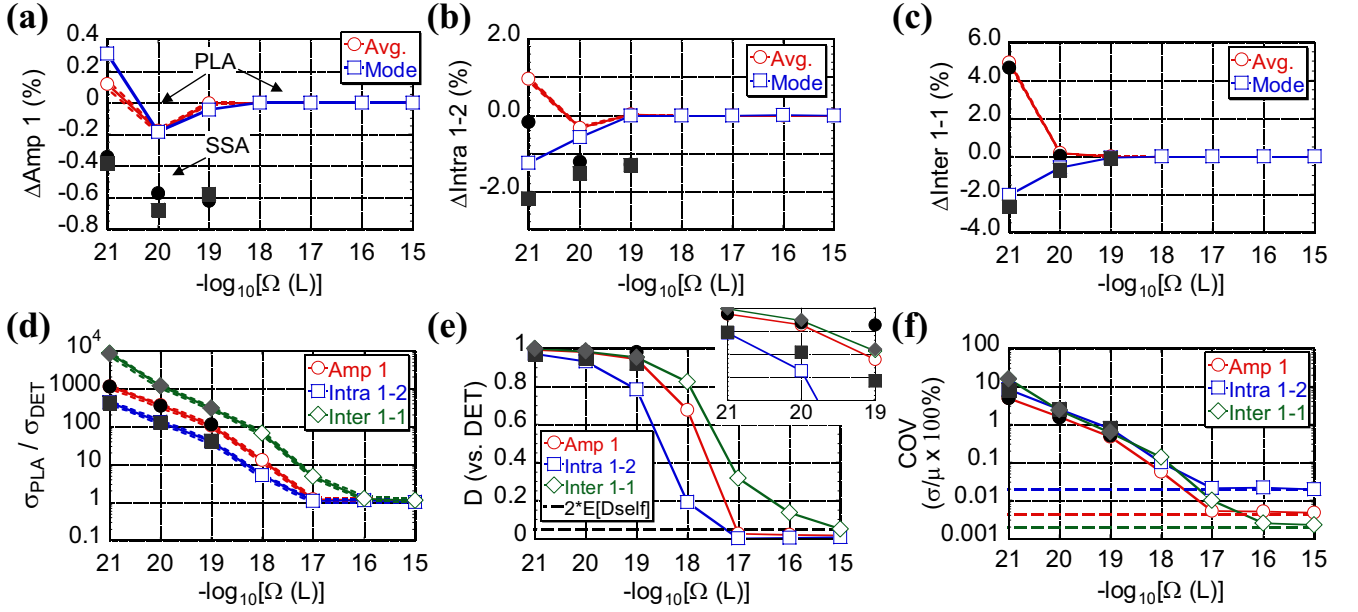 (a)
0.4
0.2
0
-0.2
-0.4
-0.6
-0.8
ΔAmp 1 (%)
PLA
SSA
Avg.
Mode
21 20 19 18 17 16 15
-log10[Ω (L)]
(b)
2.0
0.0
-2.0
ΔIntra 1-2 (%)
Avg.
Mode
21 20 19 18 17 16 15
-log10[Ω (L)]
(c)
6.0
4.0
2.0
0.0
-2.0
-4.0
ΔInter 1-1 (%)
Avg.
Mode
21 20 19 18 17 16 15
-log10[Ω (L)]
(d)
10^4
1000
100
10
1
0.1
σPLA / σDET
Amp 1
Intra 1-2
Inter 1-1
21 20 19 18 17 16 15
-log10[Ω (L)]
(e)
1
0.8
0.6
0.4
0.2
0
D (vs. DET)
21 20 19
Amp 1
Intra 1-2
Inter 1-1
2*E[Dself]
21 20 19 18 17 16 15
-log10[Ω (L)]
(f)
100
10
1
0.1
0.01
0.001
COV
(σ/μ x 100%)
Amp 1
Intra 1-2
Inter 1-1
21 20 19 18 17 16 15
-log10[Ω (L)]